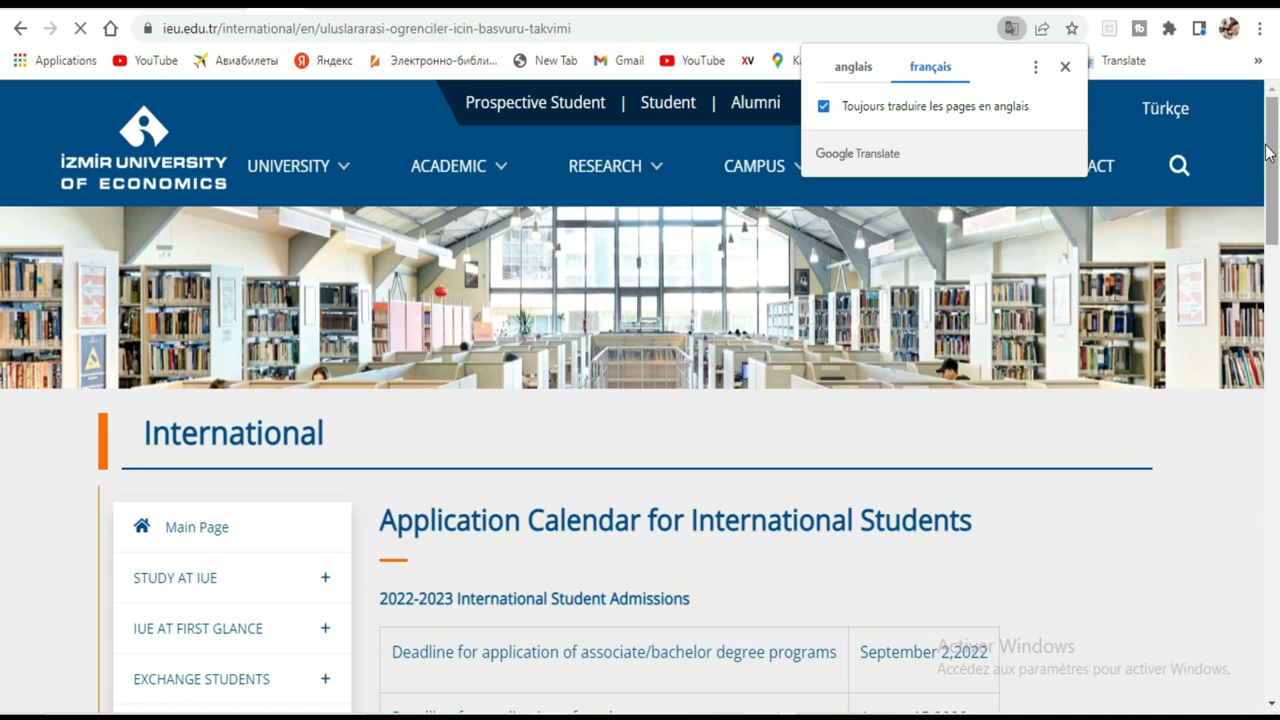 ieu.edu.tr/international/en/uluslararasi-ogrenciler-icin-basvuru-takvimi
Applications
YouTube
Авиабилеты
Яндекс
Электронно-библи...
New Tab
Gmail
YouTube
XV
Translate
»
anglais
français
Toujours traduire les pages en anglais
Google Translate
Prospective Student | Student | Alumni
Türkçe
İZMİR UNIVERSITY
OF ECONOMICS
UNIVERSITY
ACADEMIC
RESEARCH
CAMPUS
ACT
International
Main Page
STUDY AT IUE +
IUE AT FIRST GLANCE +
EXCHANGE STUDENTS +
Application Calendar for International Students
2022-2023 International Student Admissions
Deadline for application of associate/bachelor degree programs
September 2,2022
Activer Windows
Accédez aux paramètres pour activer Windows.